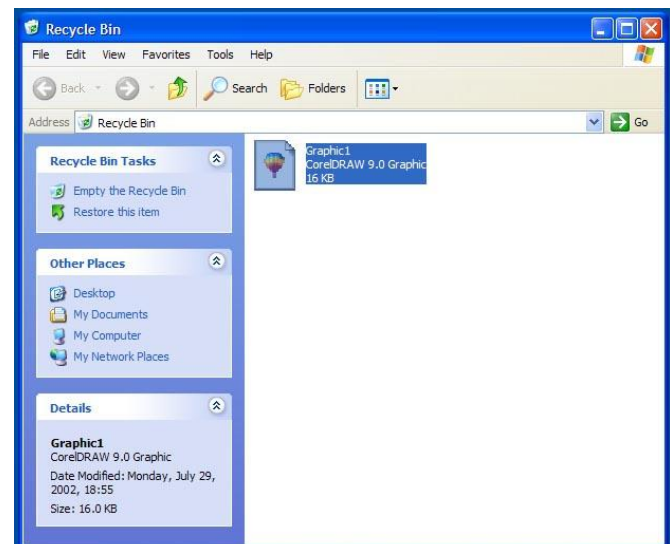 Recycle Bin
File Edit View Favorites Tools Help
Back Search Folders
Address Recycle Bin Go
Recycle Bin Tasks
Empty the Recycle Bin
Restore this item
Other Places
Desktop
My Documents
My Computer
My Network Places
Details
Graphic1
CorelDRAW 9.0 Graphic
Date Modified: Monday, July 29,
2002, 18:55
Size: 16.0 KB
Graphic1
CorelDRAW 9.0 Graphic
16 KB